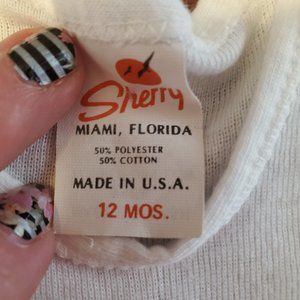 Sherry
MIAMI, FLORIDA
50% POLYESTER
50% COTTON
MADE IN U.S.A.
12 MOS.